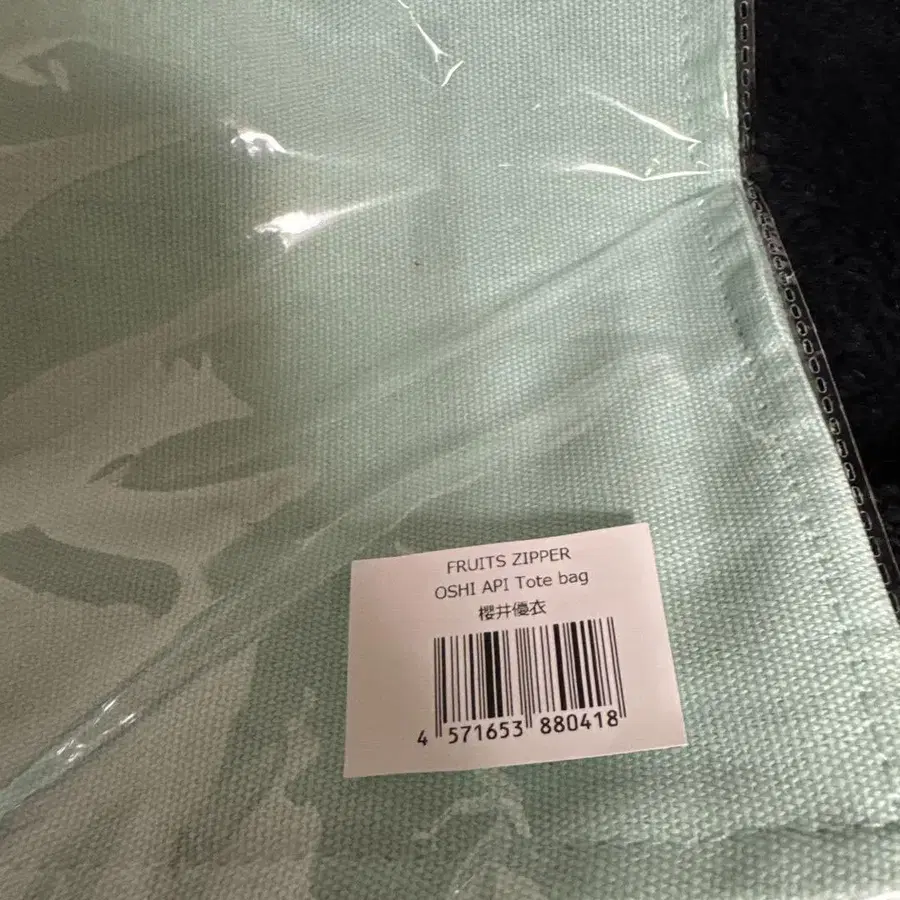 FRUITS ZIPPER
OSHI API Tote bag
櫻井優衣
4 571653 880418